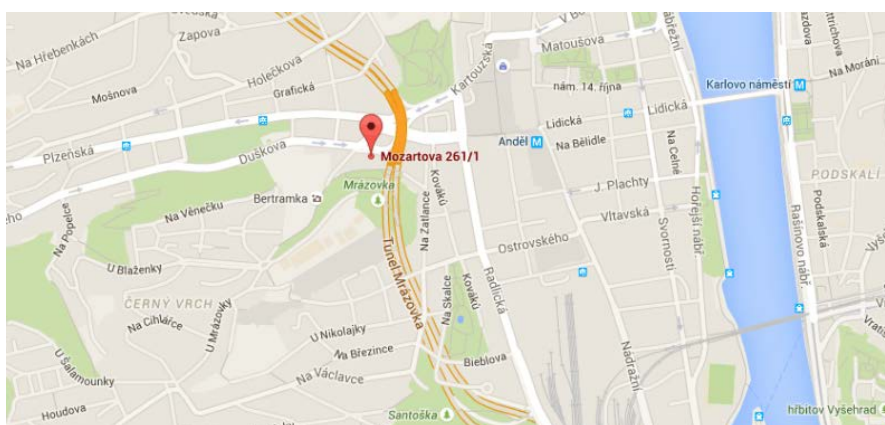 Švédská
Zapova
Na Hřebenkách
Holečkova
Mošnova
Grafická
Plzeňská
Duškova
Mozartova 261/1
Mrázovka
Bertramka
Na Věnečku
Na Popelce
U Blaženky
ČERNÝ VRCH
Na Cihlářce
U Mrázovky
U Šalamounky
Houdova
U Nikolajky
Na Březince
Na Václavce
Santoška
Tunel Mrázovka
Na Zatlance
Kováků
Na Skalce
Kováků
Bieblova
Radlická
Ostrovského
Kartouzská
Matoušova
nám. 14. října
Lidická
Lidická
Anděl
Na Bělidle
Na Celné
J. Plachty
Vltavská
Svornosti
Hořejší nábř.
Nadražní
Karlovo náměstí
Na Moráni
PODSKALÍ
Podskalská
Rašínovo nábř.
hřbitov Vyšehrad